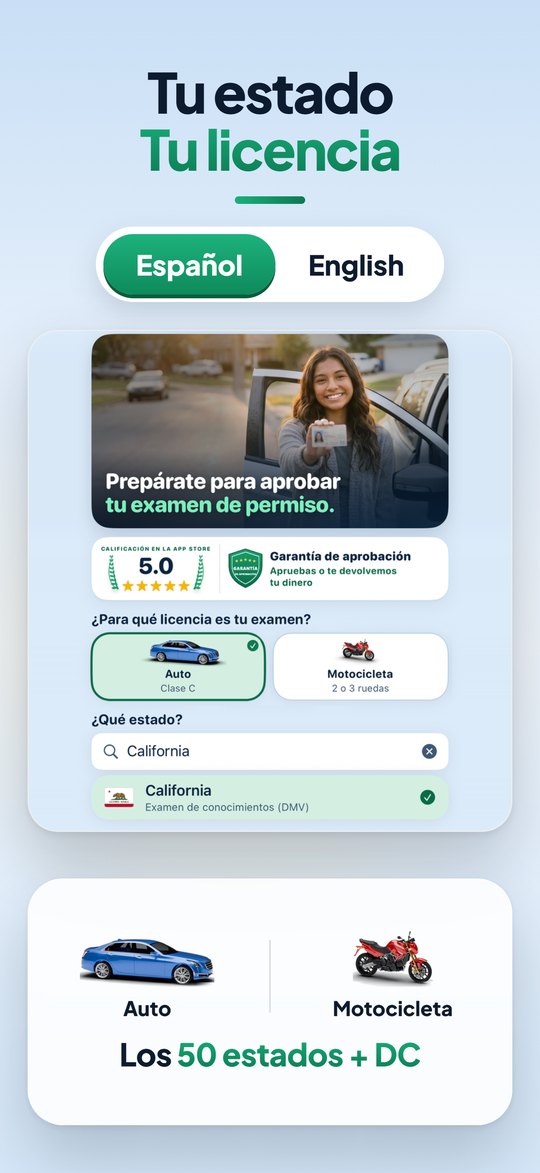 Tu estado
Tu licencia
Español English
Prepárate para aprobar
tu examen de permiso.
CALIFICACIÓN EN LA APP STORE
5.0
GARANTÍA
Garantía de aprobación
Apruebas o te devolvemos
tu dinero
¿Para qué licencia es tu examen?
Auto
Clase C
Motocicleta
2 o 3 ruedas
¿Qué estado?
California
California
Examen de conocimientos (DMV)
Auto
Motocicleta
Los 50 estados + DC